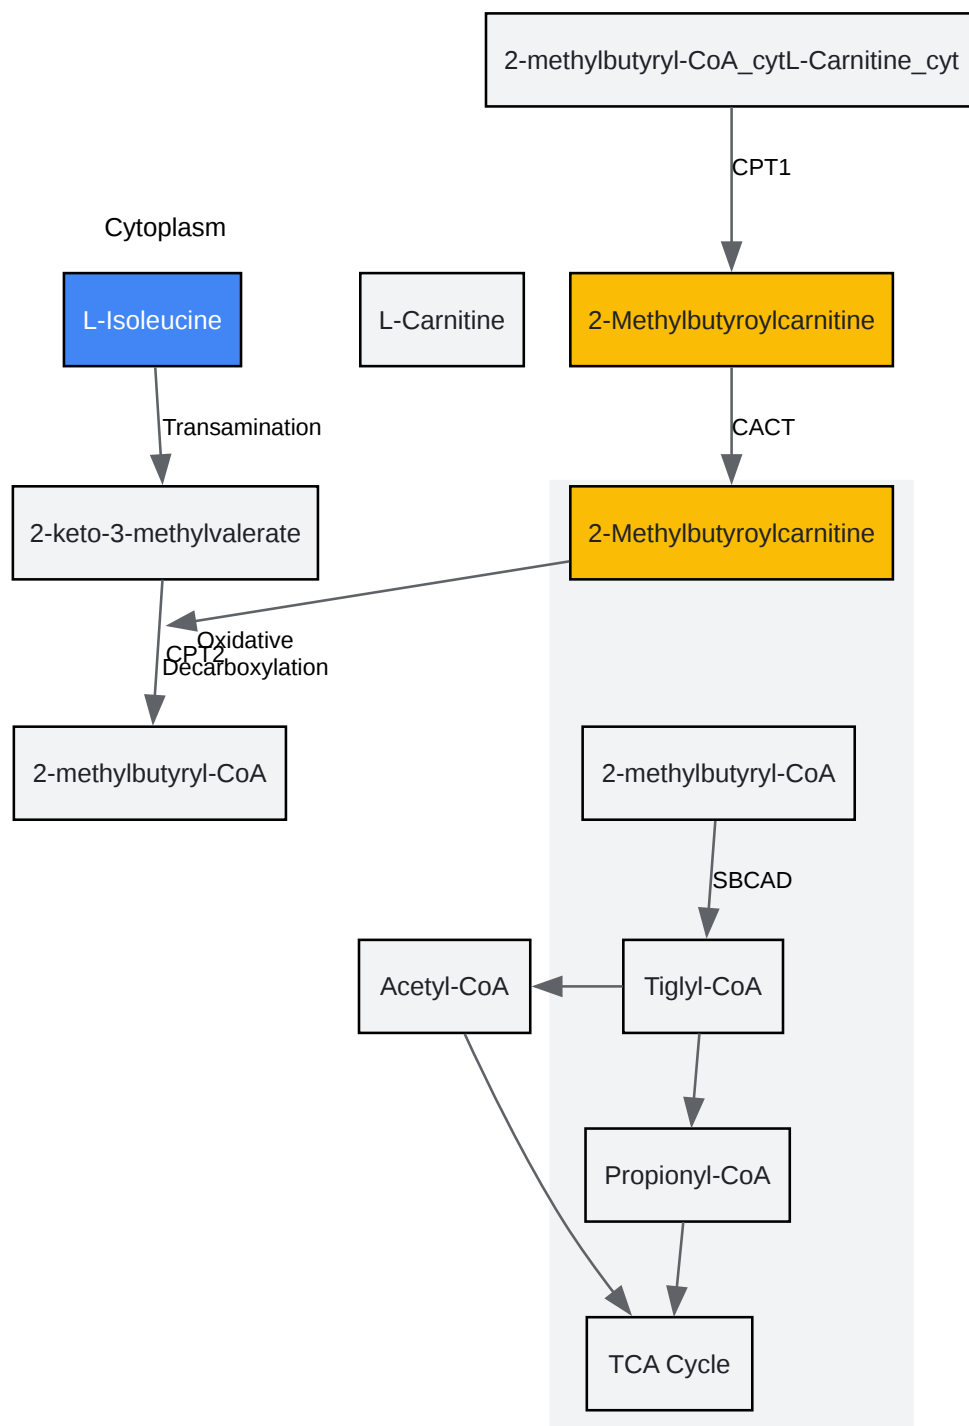 2-methylbutyryl-CoA_cytL-Carnitine_cyt
CPT1
Cytoplasm
L-Isoleucine
L-Carnitine
2-Methylbutyroylcarnitine
Transamination
CACT
2-keto-3-methylvalerate
2-Methylbutyroylcarnitine
Oxidative
CPT2
Decarboxylation
2-methylbutyryl-CoA
2-methylbutyryl-CoA
SBCAD
Acetyl-CoA
Tiglyl-CoA
Propionyl-CoA
TCA Cycle